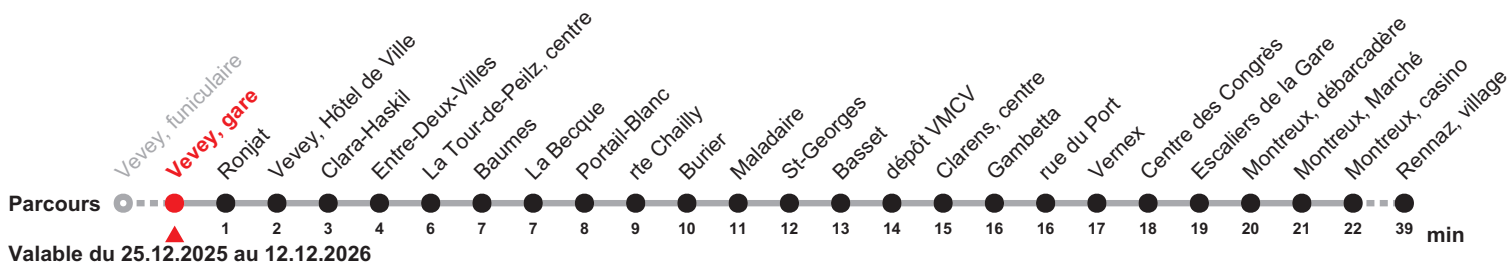 Vevey, funiculaire
Vevey, gare
Ronjat
Vevey, Hôtel de Ville
Clara-Haskil
Entre-Deux-Villes
La Tour-de-Peilz, centre
Baumes
La Becque
Portail-Blanc
rte Chailly
Burier
Maladaire
St-Georges
Basset
dépôt VMCV
Clarens, centre
Gambetta
rue du Port
Vernex
Centre des Congrès
Escaliers de la Gare
Montreux, débarcadère
Montreux, Marché
Montreux, casino
Rennaz, village
Parcours
1 2 3 4 6 7 7 8 9 10 11 12 13 14 15 16 16 17 18 19 20 21 22 39 min
Valable du 25.12.2025 au 12.12.2026